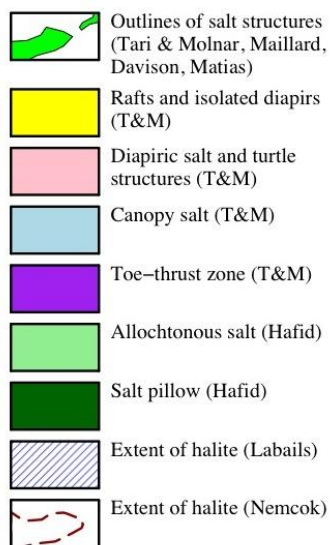 Outlines of salt structures
(Tari & Molnar, Maillard,
Davison, Matias)
Rafts and isolated diapirs
(T&M)
Diapiric salt and turtle
structures (T&M)
Canopy salt (T&M)
Toe−thrust zone (T&M)
Allochtonous salt (Hafid)
Salt pillow (Hafid)
Extent of halite (Labails)
Extent of halite (Nemcok)